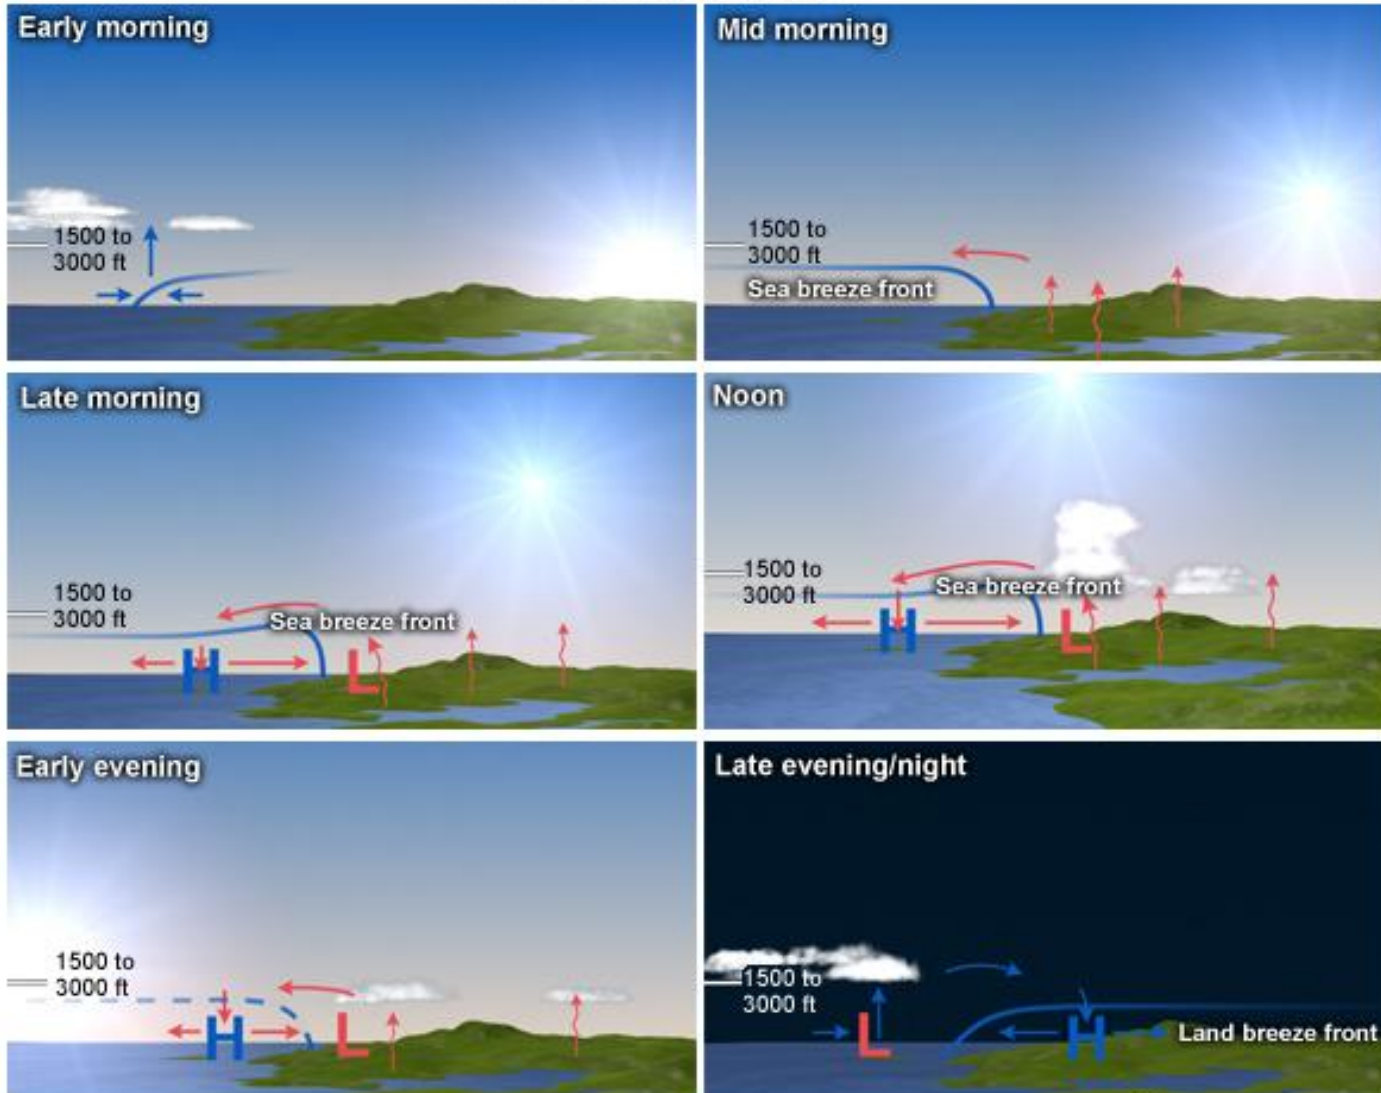 Early morning
1500 to
3000 ft
Mid morning
1500 to
3000 ft
Sea breeze front
Late morning
1500 to
3000 ft
Sea breeze front
H
L
Noon
1500 to
3000 ft
Sea breeze front
H
L
Early evening
1500 to
3000 ft
H
L
Late evening/night
1500 to
3000 ft
L
H
Land breeze front